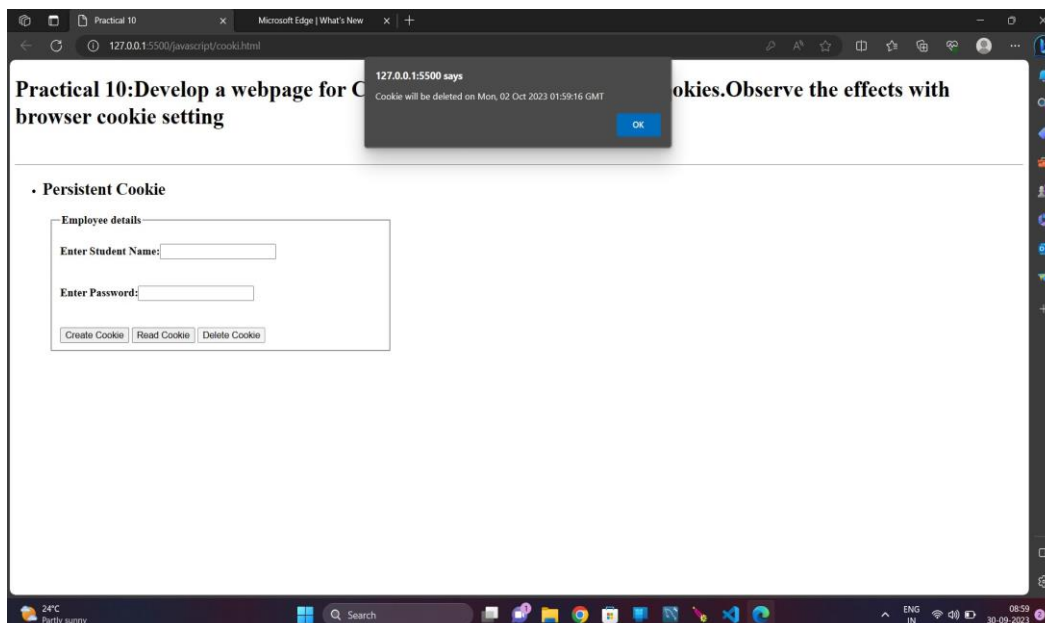 Practical 10
Microsoft Edge | What's New
127.0.0.1:5500/javascript/cooki.html
127.0.0.1:5500 says
Cookie will be deleted on Mon, 02 Oct 2023 01:59:16 GMT
OK
Practical 10:Develop a webpage for C okies.Observe the effects with
browser cookie setting
Persistent Cookie
Employee details
Enter Student Name:
Enter Password:
Create Cookie Read Cookie Delete Cookie
24°C
Partly sunny
Search
ENG
IN
08:59
30-09-2023